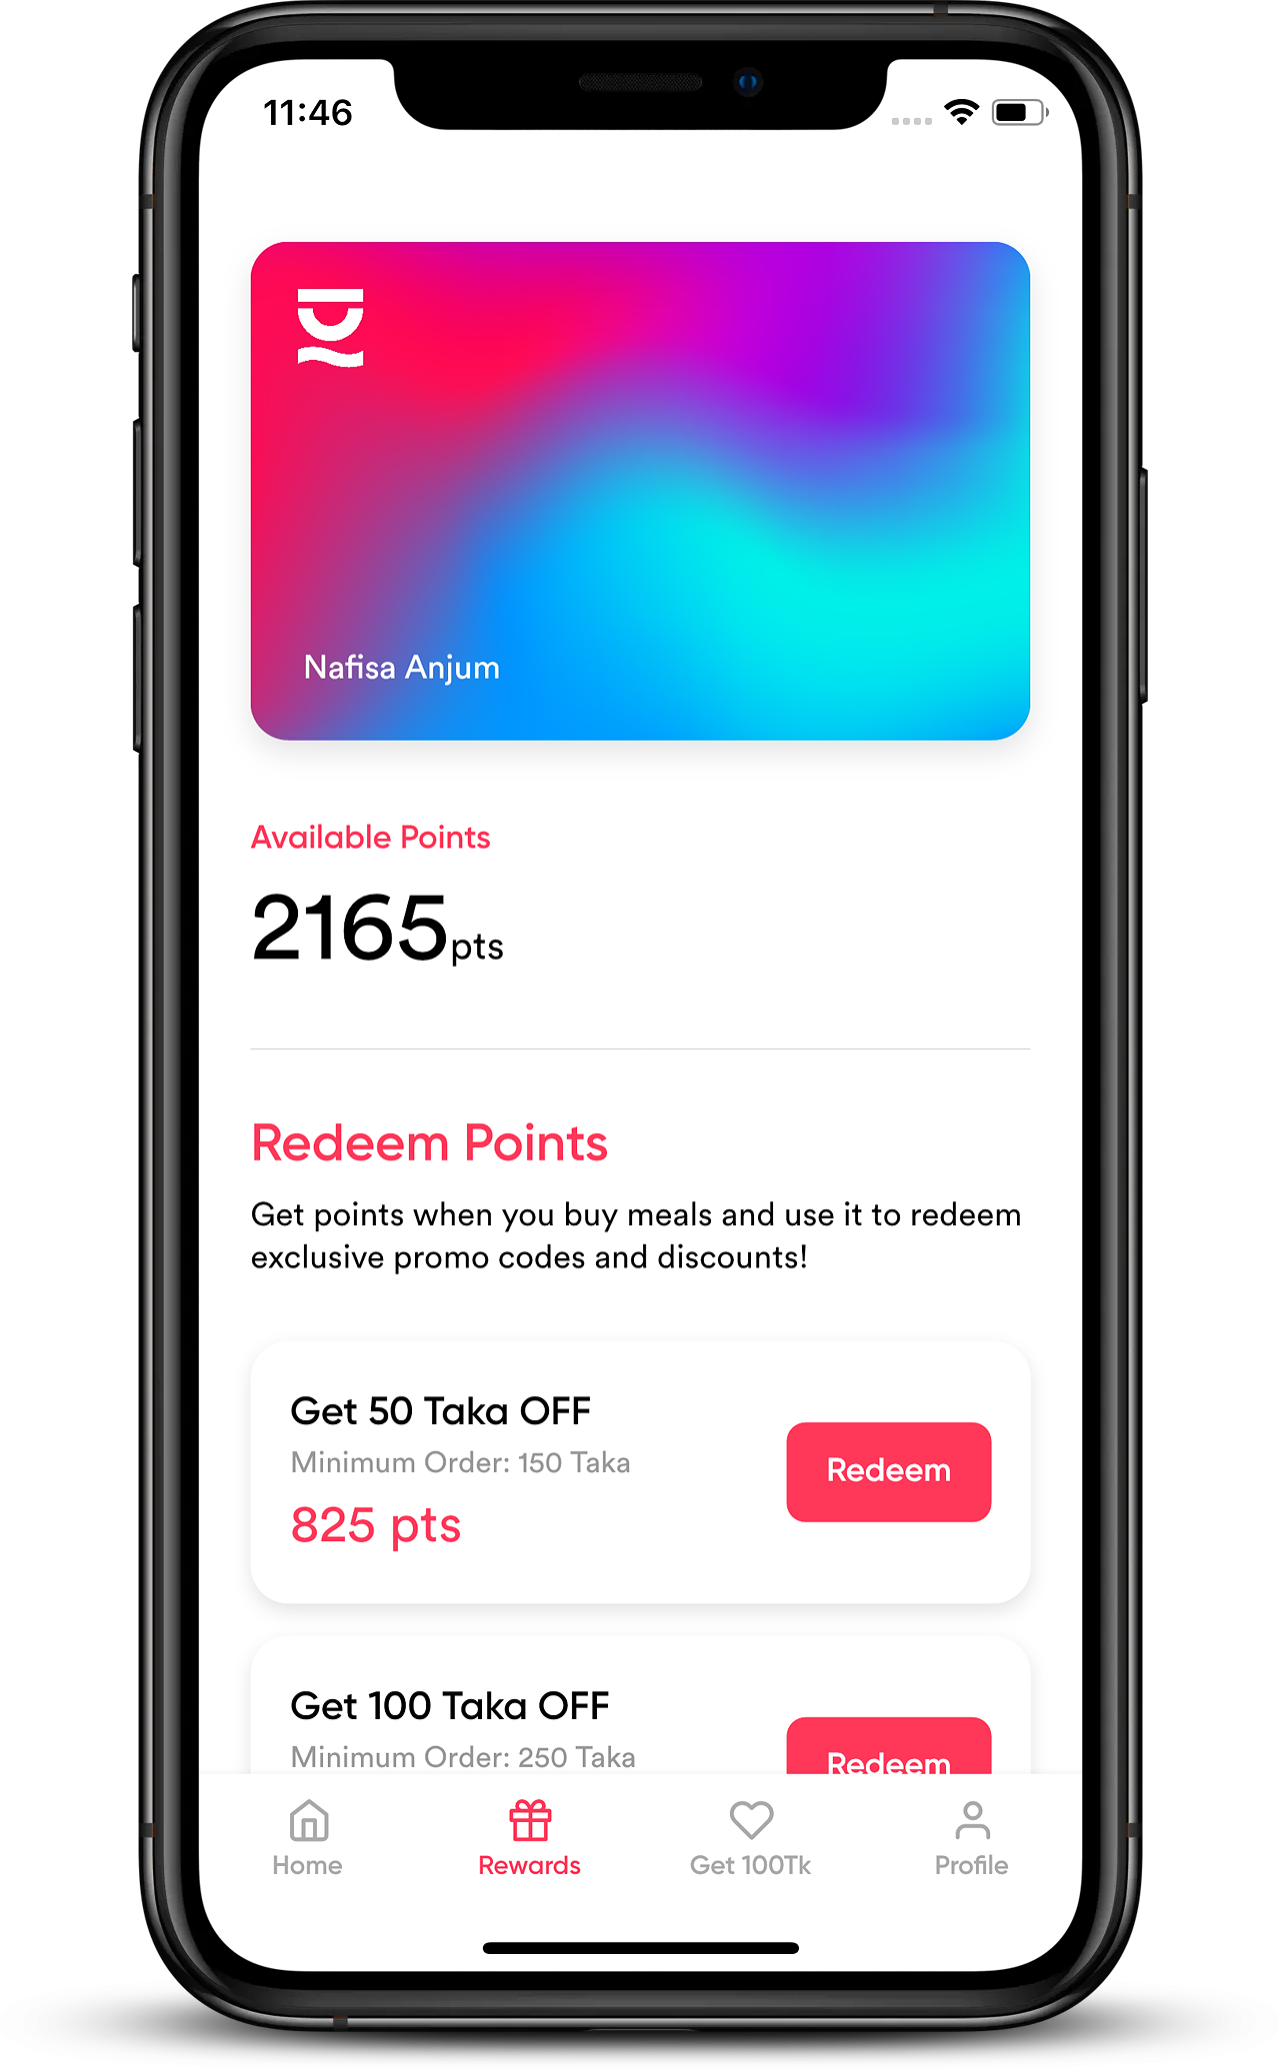 11:46
Nafisa Anjum
Available Points
2165pts
Redeem Points
Get points when you buy meals and use it to redeem
exclusive promo codes and discounts!
Get 50 Taka OFF
Minimum Order: 150 Taka
Redeem
825 pts
Get 100 Taka OFF
Minimum Order: 250 Taka
Redeem
Home
Rewards
Get 100Tk
Profile